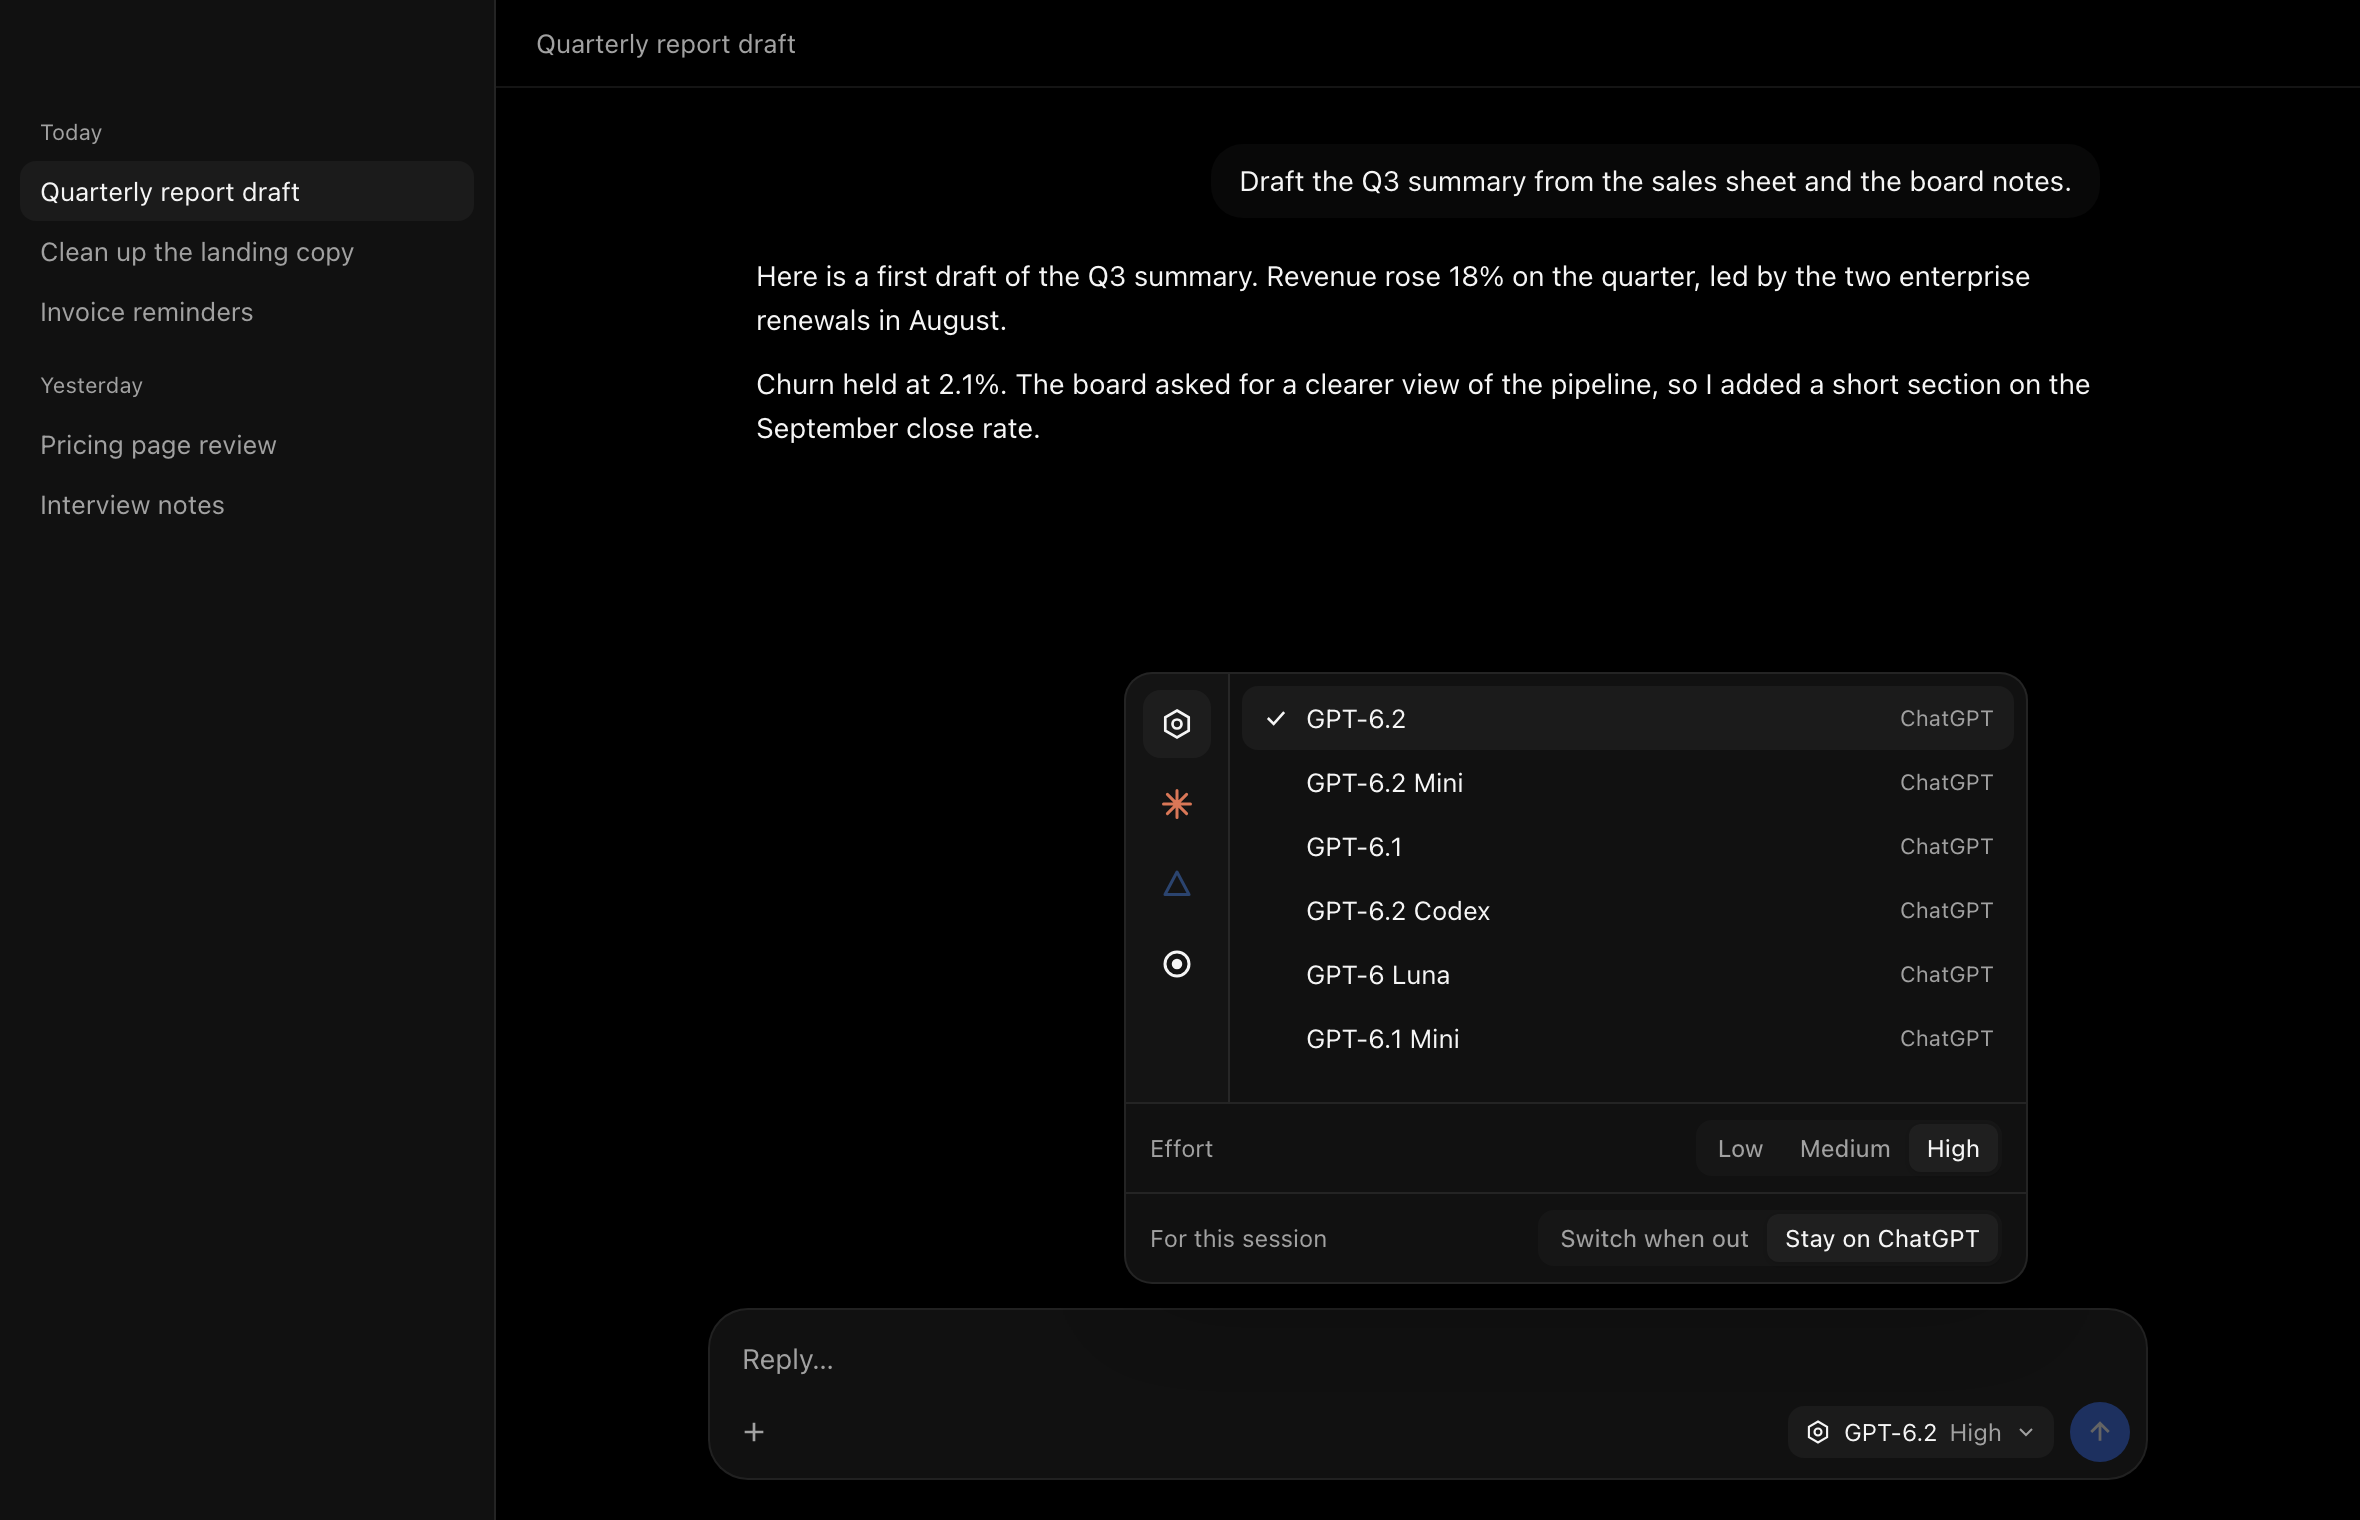 Today
Quarterly report draft
Clean up the landing copy
Invoice reminders
Yesterday
Pricing page review
Interview notes
Quarterly report draft
Draft the Q3 summary from the sales sheet and the board notes.
Here is a first draft of the Q3 summary. Revenue rose 18% on the quarter, led by the two enterprise
renewals in August.
Churn held at 2.1%. The board asked for a clearer view of the pipeline, so I added a short section on the
September close rate.
GPT-6.2 ChatGPT
GPT-6.2 Mini ChatGPT
GPT-6.1 ChatGPT
GPT-6.2 Codex ChatGPT
GPT-6 Luna ChatGPT
GPT-6.1 Mini ChatGPT
Effort Low Medium High
For this session Switch when out Stay on ChatGPT
Reply...
GPT-6.2 High